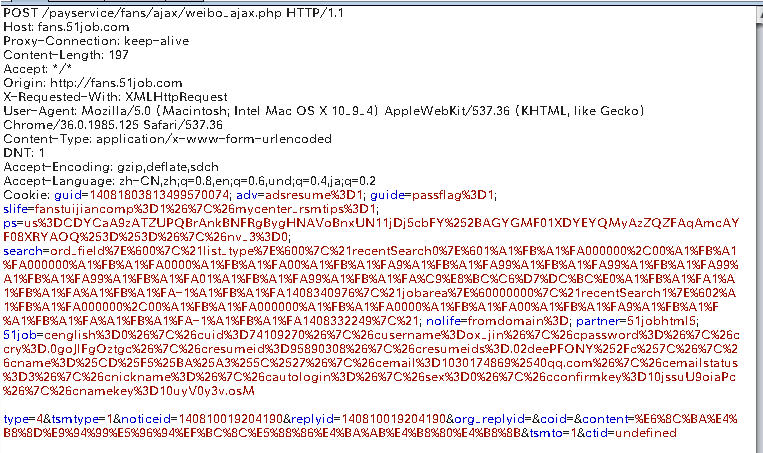 POST /payservice/fans/ajax/weibo_ajax.php HTTP/1.1
Host: fans.51job.com
Proxy-Connection: keep-alive
Content-Length: 197
Accept: */*
Origin: http://fans.51job.com
X-Requested-With: XMLHttpRequest
User-Agent: Mozilla/5.0 (Macintosh; Intel Mac OS X 10_9_4) AppleWebKit/537.36 (KHTML, like Gecko)
Chrome/36.0.1985.125 Safari/537.36
Content-Type: application/x-www-form-urlencoded
DNT: 1
Accept-Encoding: gzip,deflate,sdch
Accept-Language: zh-CN,zh;q=0.8,en;q=0.6,und;q=0.4,ja;q=0.2
Cookie: guid=14081803813499570074; adv=adsresume%3D1; guide=passflag%3D1;
slife=fanstuijiancomp%3D1%26%7C%26mycenter_rsmtips%3D1;
ps=us%3DCDYCaA9zATZUPQBrAnkBNFRgBygHNAVoBnxUN11jDj5cbFY%252BAGYGMF01XDYEYQMyAzZQZFAqAmcAY
F08XRYAOQ%253D%253D%26%7C%26nv_3%3D0;
search=ord_field%7E%600%7C%21list_type%7E%600%7C%21recentSearch0%7E%601%A1%FB%A1%FA000000%2C00%A1%FB%A1
%FA000000%A1%FB%A1%FA0000%A1%FB%A1%FA00%A1%FB%A1%FA9%A1%FB%A1%FA99%A1%FB%A1%FA99%A1%FB%A1%FA99%
A1%FB%A1%FA99%A1%FB%A1%FA01%A1%FB%A1%FA99%A1%FB%A1%FA%C9%E8%BC%C6%D7%DC%BC%E0%A1%FB%A1%FA1%A
1%FB%A1%FA%A1%FB%A1%FA-1%A1%FB%A1%FA1408340976%7C%21jobarea%7E%60000000%7C%21recentSearch1%7E%602%A
1%FB%A1%FA000000%2C00%A1%FB%A1%FA000000%A1%FB%A1%FA0000%A1%FB%A1%FA00%A1%FB%A1%FA9%A1%FB%A1%F
A%A1%FB%A1%FA%A1%FB%A1%FA-1%A1%FB%A1%FA1408332249%7C%21; nolife=fromdomain%3D; partner=51jobhtml5;
51job=cenglish%3D0%26%7C%26cuid%3D74109270%26%7C%26cusername%3Dox_jin%26%7C%26cpassword%3D%26%7C%26c
cry%3D.0gojlFgOztgc%26%7C%26cresumeid%3D95890308%26%7C%26cresumeids%3D.02deePFONY%252Fc%257C%26%7C%2
6cname%3D%25CD%25F5%25BA%25A3%255C%2527%26%7C%26cemail%3D1030174869%2540qq.com%26%7C%26cemailstatus
%3D3%26%7C%26cnickname%3D%26%7C%26cautologin%3D%26%7C%26sex%3D0%26%7C%26cconfirmkey%3D10jssuU9oiaPc
%26%7C%26cnamekey%3D10uyV0y3v.osM
type=4&tsmtype=1&noticeid=140810019204190&replyid=140810019204190&org_replyid=&coid=&content=%E6%8C%BA%E4%
B8%8D%E9%94%99%E5%96%94%EF%BC%8C%E5%88%86%E4%BA%AB%E4%B8%80%E4%B8%8B&tsmto=1&ctid=undefined